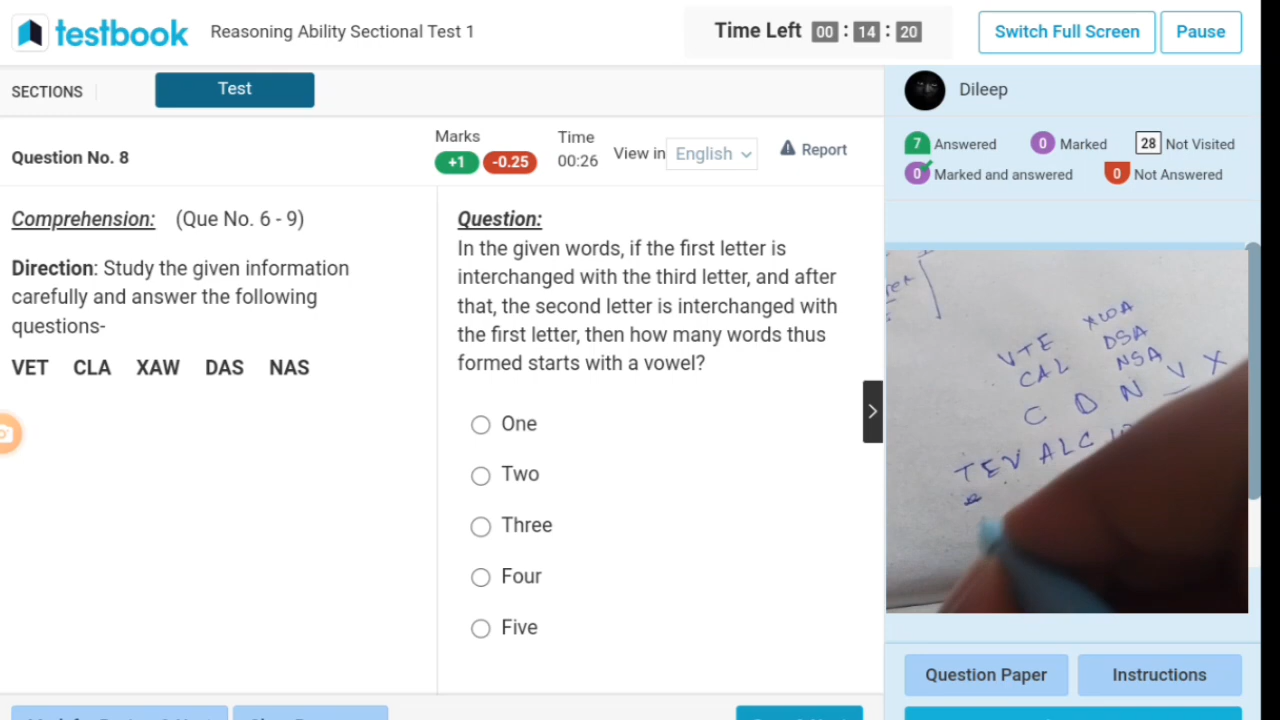 testbook Reasoning Ability Sectional Test 1 Time Left 00 : 14 : 20 Switch Full Screen Pause
SECTIONS Test
Dileep
Question No. 8
Marks
+1 -0.25
Time
00:26
View in English
Report
7 Answered 0 Marked 28 Not Visited
0 Marked and answered 0 Not Answered
Comprehension: (Que No. 6 - 9)
Direction: Study the given information
carefully and answer the following
questions-
VET CLA XAW DAS NAS
Question:
In the given words, if the first letter is
interchanged with the third letter, and after
that, the second letter is interchanged with
the first letter, then how many words thus
formed starts with a vowel?
One
Two
Three
Four
Five
VTE XWA
CAL DSA
NSA
C D N V X
TEV ALC
Question Paper Instructions